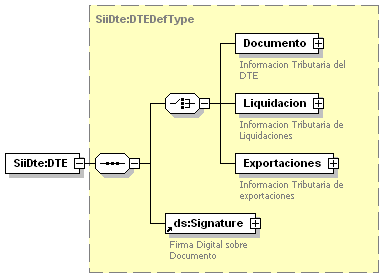 SiiDte:DTEDefType
Documento
Informacion Tributaria del
DTE
Liquidacion
Informacion Tributaria de
Liquidaciones
Exportaciones
Informacion Tributaria de
exportaciones
SiiDte:DTE
ds:Signature
Firma Digital sobre
Documento